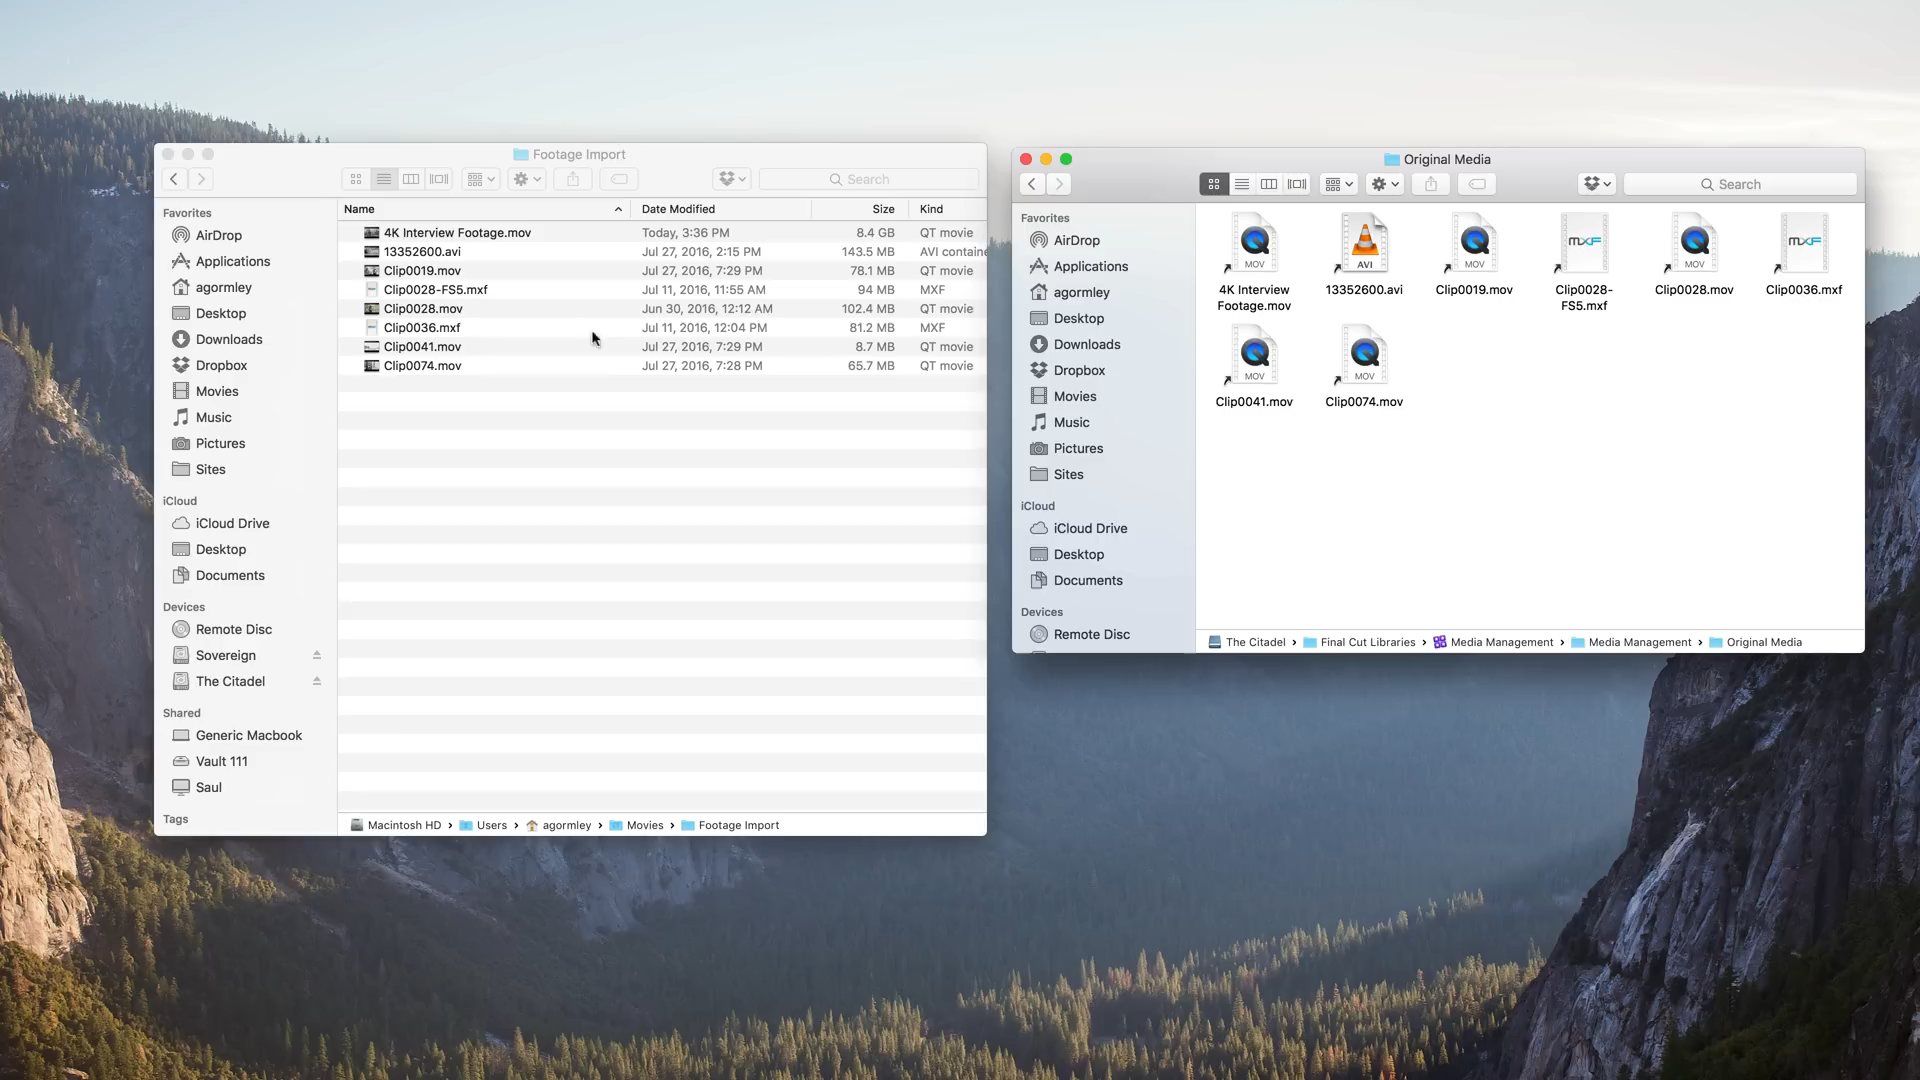 Footage Import
Search
Name
Date Modified
Size
Kind
Favorites
AirDrop
Applications
agormley
Desktop
Downloads
Dropbox
Movies
Music
Pictures
Sites
iCloud
iCloud Drive
Desktop
Documents
Devices
Remote Disc
Sovereign
The Citadel
Shared
Generic Macbook
Vault 111
Saul
Tags
4K Interview Footage.mov Today, 3:36 PM 8.4 GB QT movie
13352600.avi Jul 27, 2016, 2:15 PM 143.5 MB AVI containe
Clip0019.mov Jul 27, 2016, 7:29 PM 78.1 MB QT movie
Clip0028-FS5.mxf Jul 11, 2016, 11:55 AM 94 MB MXF
Clip0028.mov Jun 30, 2016, 12:12 AM 102.4 MB QT movie
Clip0036.mxf Jul 11, 2016, 12:04 PM 81.2 MB MXF
Clip0041.mov Jul 27, 2016, 7:29 PM 8.7 MB QT movie
Clip0074.mov Jul 27, 2016, 7:28 PM 65.7 MB QT movie
Macintosh HD › Users › agormley › Movies › Footage Import
Original Media
Search
Favorites
AirDrop
Applications
agormley
Desktop
Downloads
Dropbox
Movies
Music
Pictures
Sites
iCloud
iCloud Drive
Desktop
Documents
Devices
Remote Disc
MOV
4K Interview
Footage.mov
AVI
13352600.avi
MOV
Clip0019.mov
MXF
Clip0028-
FS5.mxf
MOV
Clip0028.mov
MXF
Clip0036.mxf
MOV
Clip0041.mov
MOV
Clip0074.mov
The Citadel › Final Cut Libraries › Media Management › Media Management › Original Media